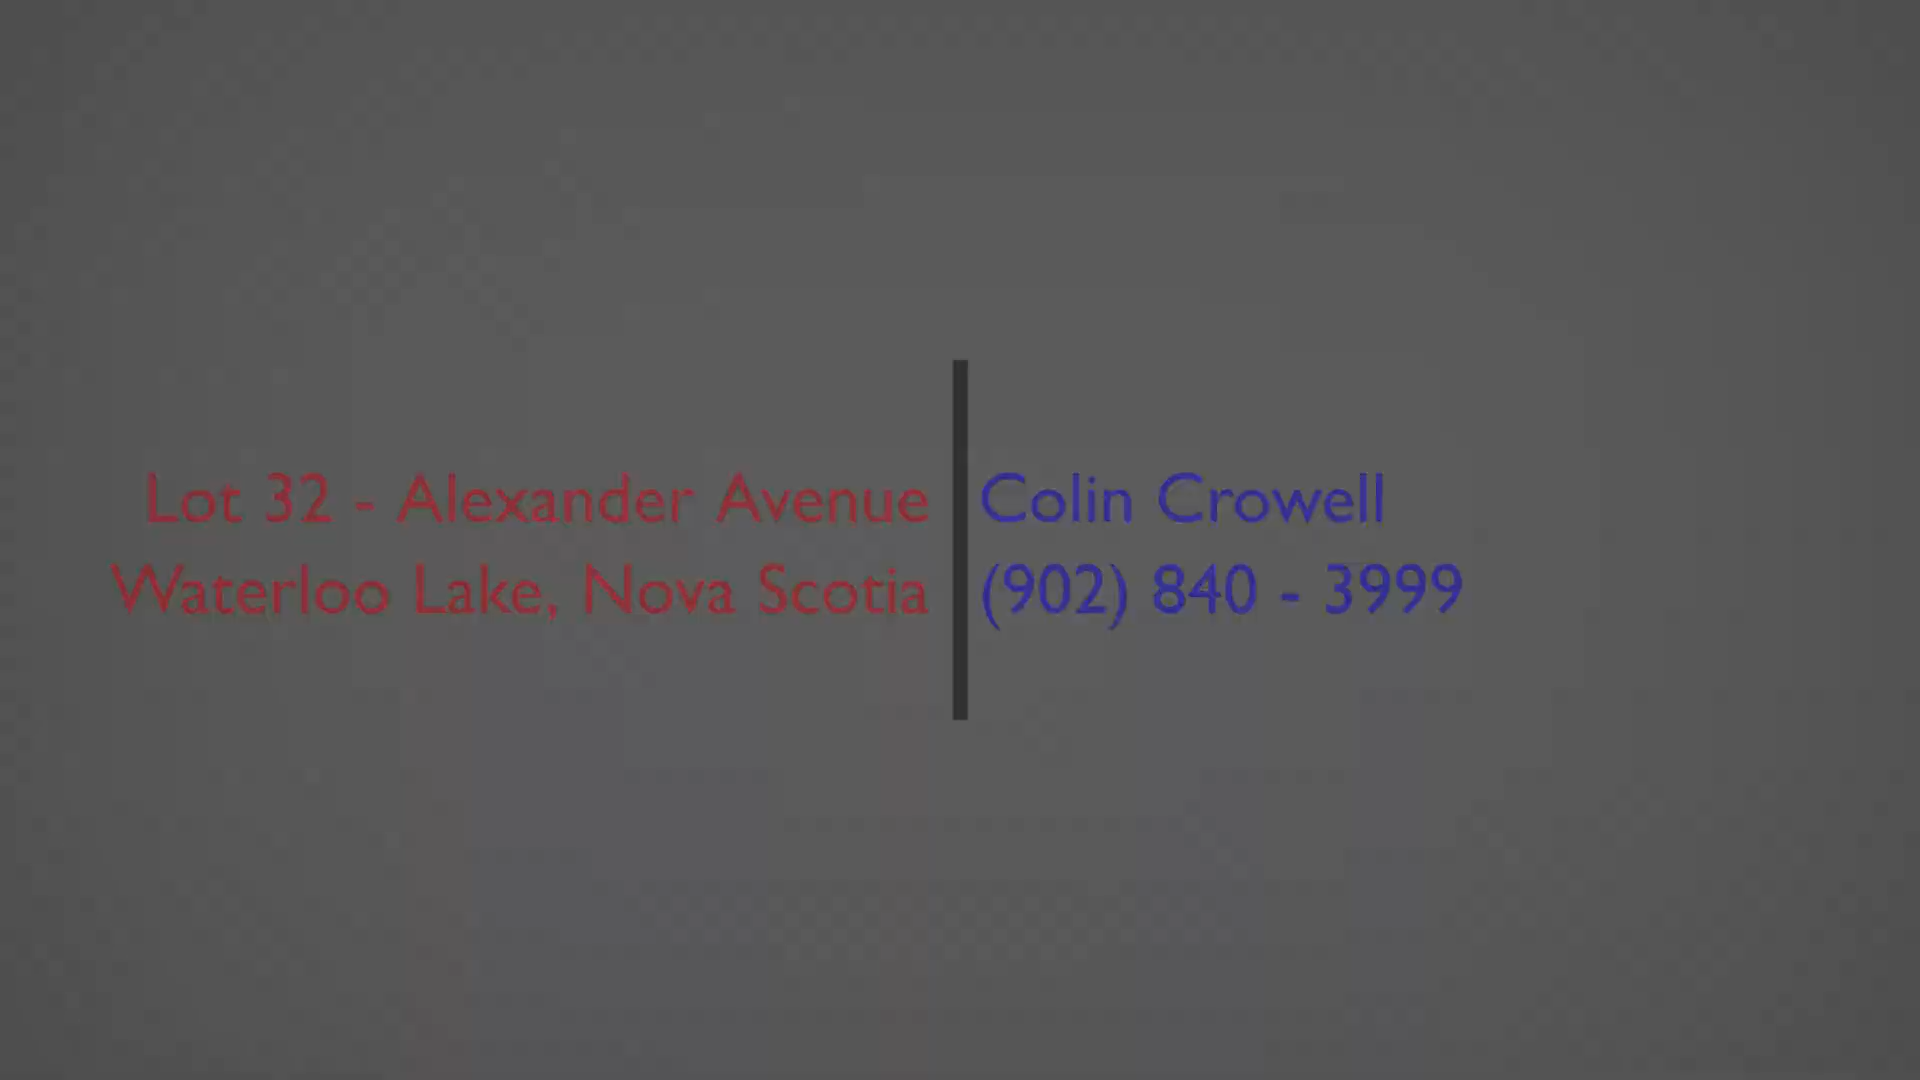 Lot 32 - Alexander Avenue
Waterloo Lake, Nova Scotia
Colin Crowell
(902) 840 - 3999